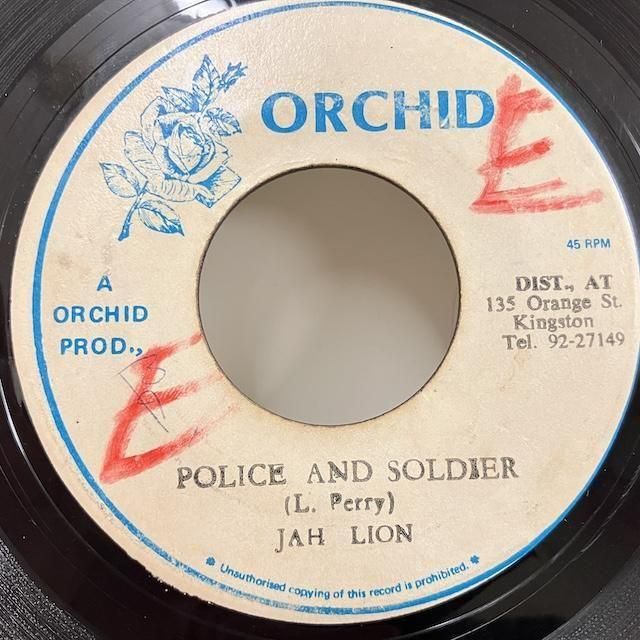 ORCHID
E
45 RPM
A
ORCHID
PROD.,
DIST., AT
135 Orange St.
Kingston
Tel. 92-27149
E
POLICE AND SOLDIER
(L. Perry)
JAH LION
* Unauthorised copying of this record is prohibited. *